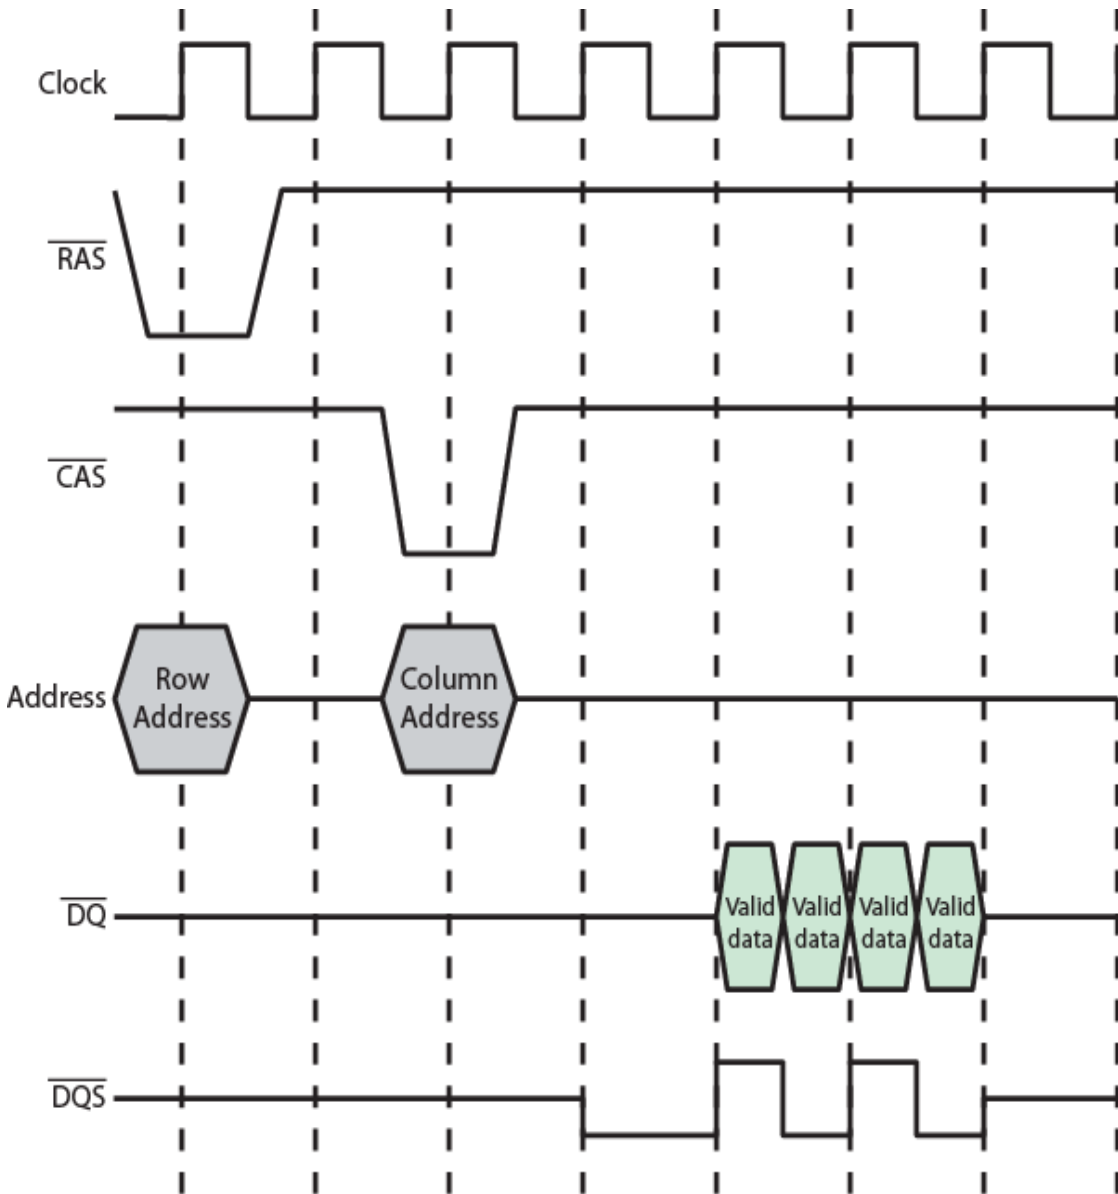 Clock
RAS
CAS
Row
Address
Column
Address
Address
DQ
Valid Valid Valid Valid
data data data data
DQS